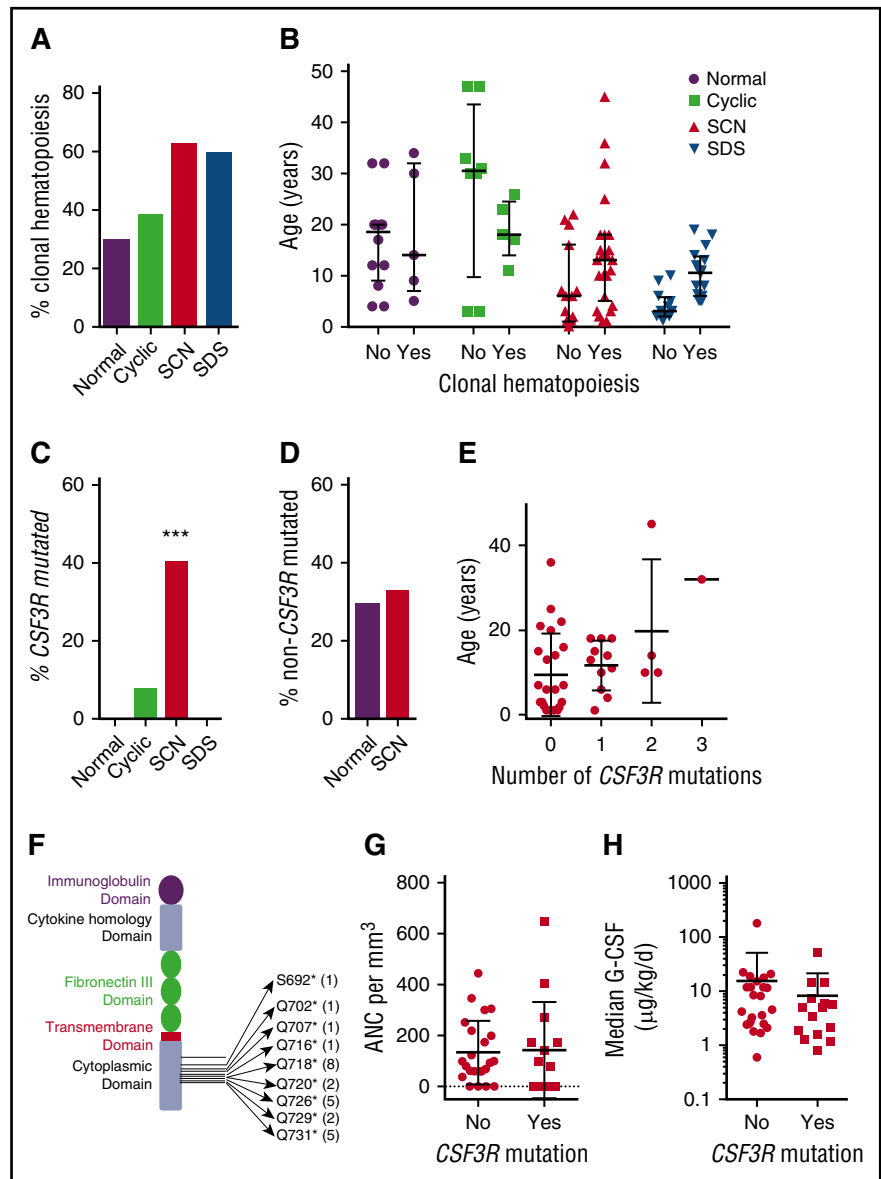 A
% clonal hematopoiesis
80
60
40
20
0
Normal
Cyclic
SCN
SDS
B
Age (years)
50
40
30
20
10
0
Normal
Cyclic
SCN
SDS
No Yes
No Yes
No Yes
No Yes
Clonal hematopoiesis
C
% CSF3R mutated
60
40
20
0
***
Normal
Cyclic
SCN
SDS
D
% non-CSF3R mutated
60
40
20
0
Normal
SCN
E
Age (years)
40
20
0
0
1
2
3
Number of CSF3R mutations
F
Immunoglobulin
Domain
Cytokine homology
Domain
Fibronectin III
Domain
Transmembrane
Domain
Cytoplasmic
Domain
S692* (1)
Q702* (1)
Q707* (1)
Q716* (1)
Q718* (8)
Q720* (2)
Q726* (5)
Q729* (2)
Q731* (5)
G
ANC per mm³
800
600
400
200
0
No
Yes
CSF3R mutation
H
Median G-CSF
(µg/kg/d)
1000
100
10
1
0.1
No
Yes
CSF3R mutation